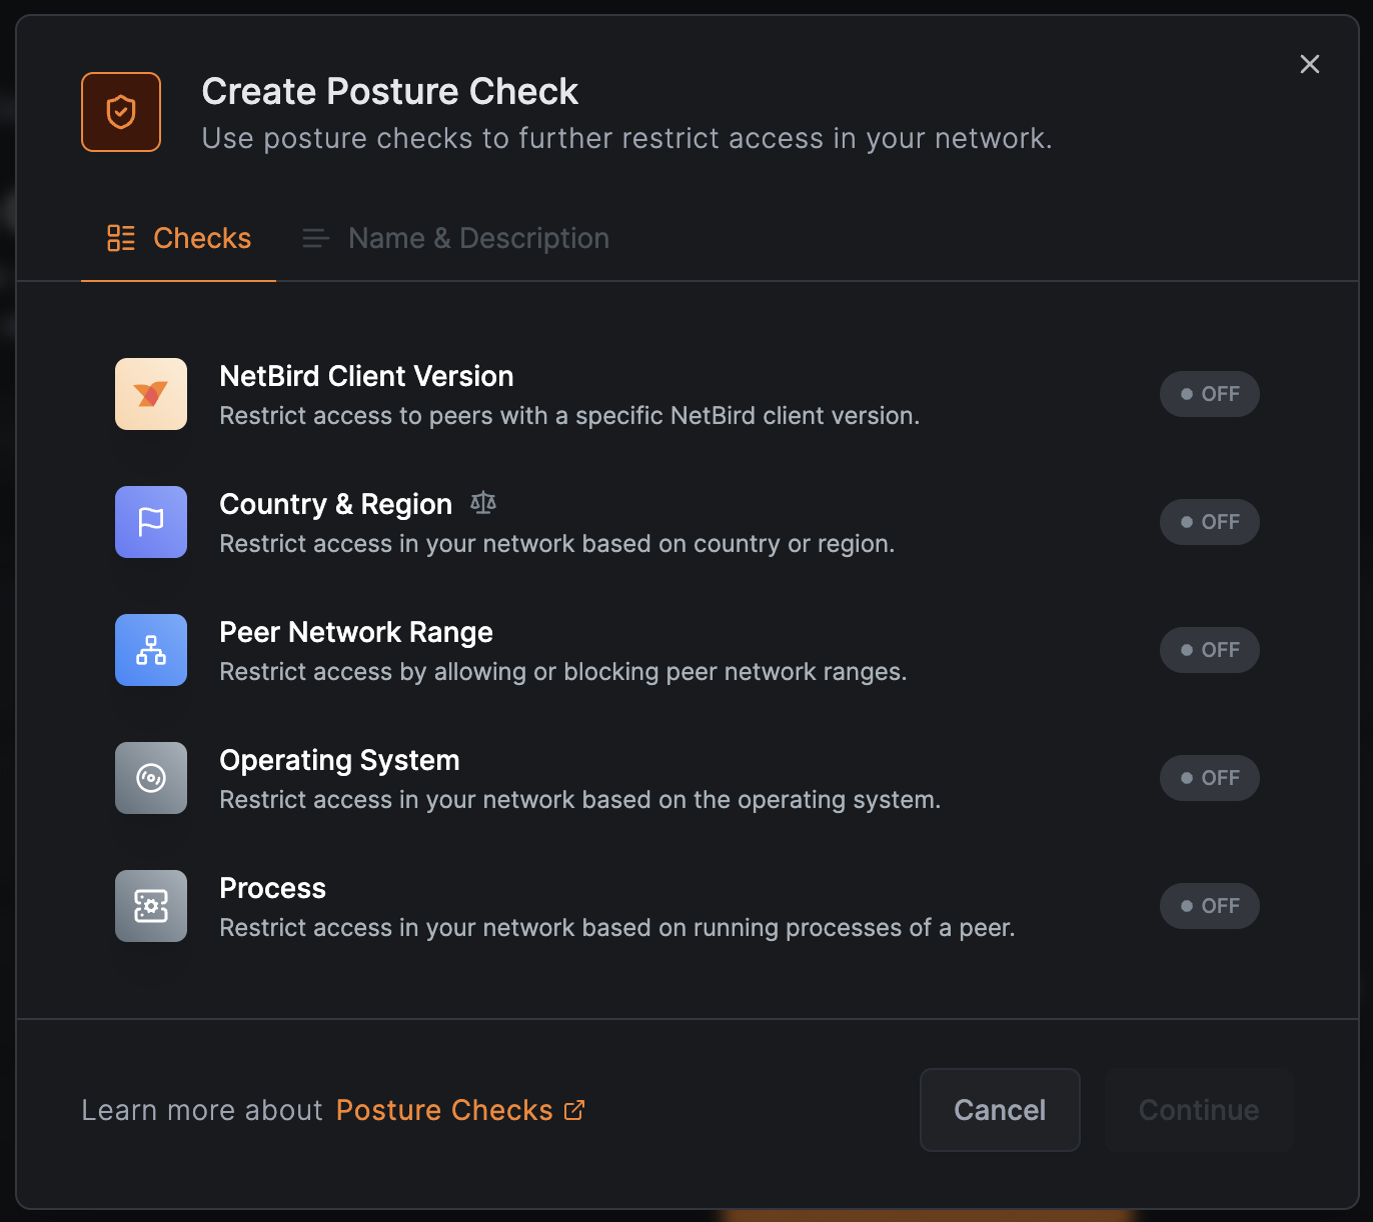 Create Posture Check
Use posture checks to further restrict access in your network.
Checks
Name & Description
NetBird Client Version
Restrict access to peers with a specific NetBird client version.
OFF
Country & Region
Restrict access in your network based on country or region.
OFF
Peer Network Range
Restrict access by allowing or blocking peer network ranges.
OFF
Operating System
Restrict access in your network based on the operating system.
OFF
Process
Restrict access in your network based on running processes of a peer.
OFF
Learn more about Posture Checks
Cancel
Continue